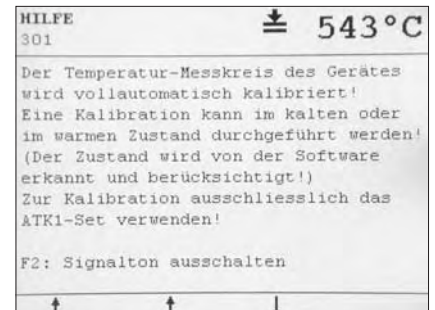 HILFE
543°C
301
Der Temperatur-Messkreis des Gerätes
wird vollautomatisch kalibriert!
Eine Kalibration kann im kalten oder
im warmen Zustand durchgeführt werden!
(Der Zustand wird von der Software
erkannt und berücksichtigt!)
Zur Kalibration ausschliesslich das
ATK1-Set verwenden!
F2: Signalton ausschalten